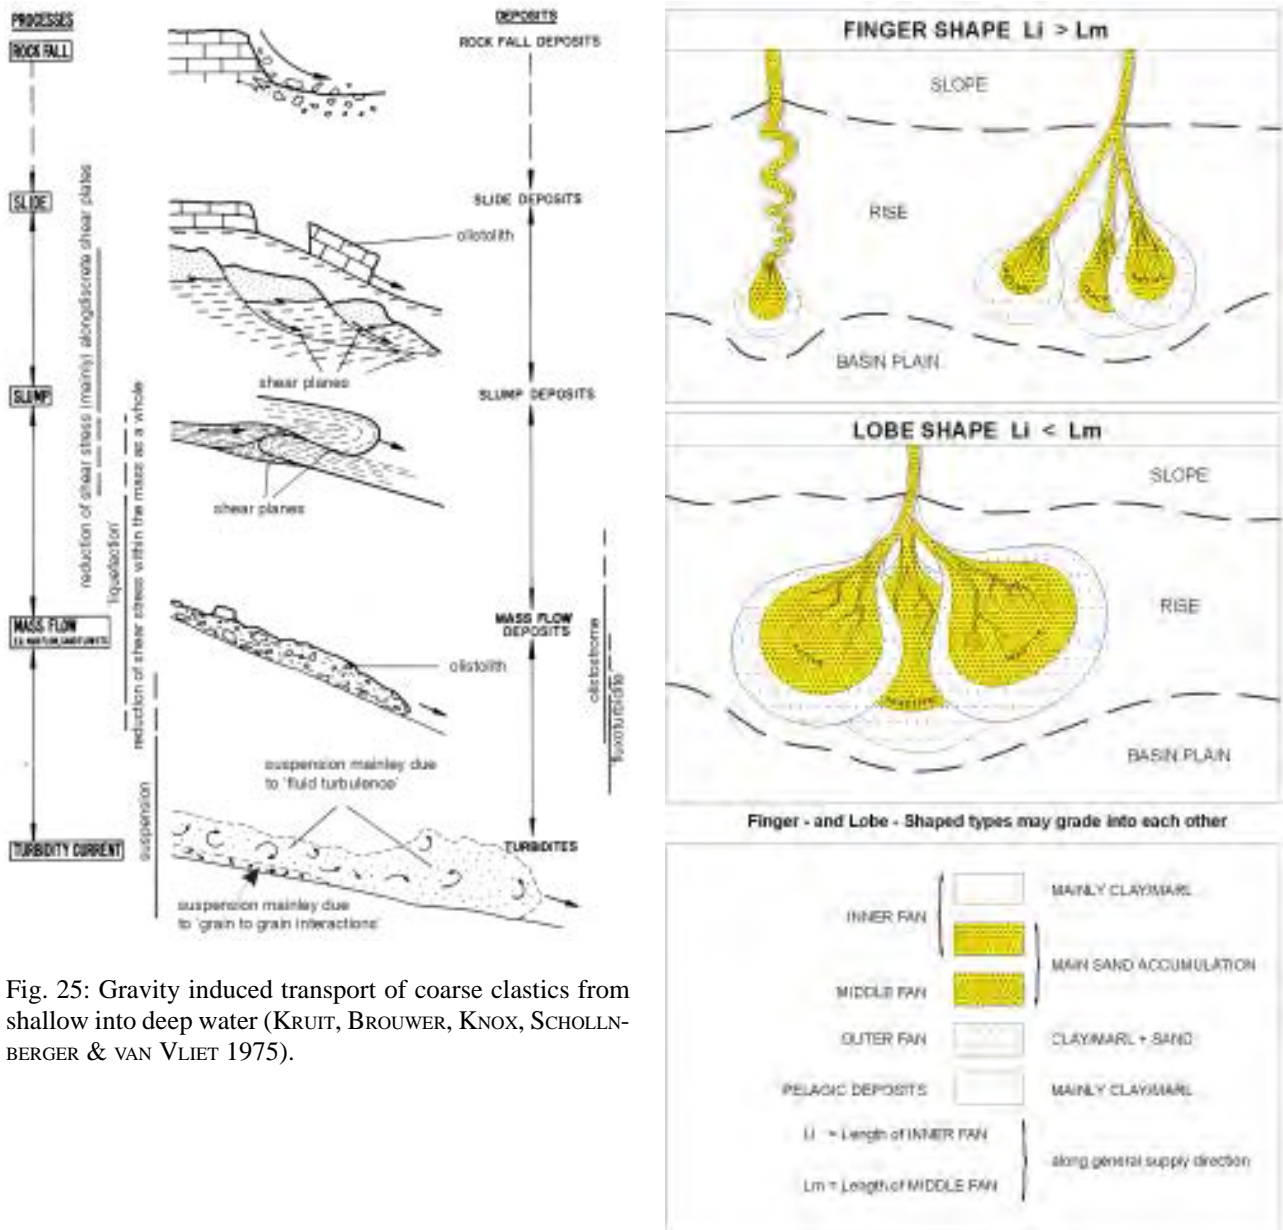 PROCESSES
DEPOSITS
ROCK FALL
ROCK FALL DEPOSITS
SLIDE
SLIDE DEPOSITS
olistolith
shear planes
SLUMP
SLUMP DEPOSITS
shear planes
MASS FLOW
MASS FLOW
DEPOSITS
olistolith
suspension mainley due
to 'fluid turbulence'
TURBIDITY CURRENT
TURBIDITES
suspension mainley due
to 'grain to grain interactions'
reduction of shear stress (mainly) alongdiscrete shear plates
'liquefaction'
reduction of shear stress within the mass as a whole
suspension
olistostrome
fluxoturbidite
Fig. 25: Gravity induced transport of coarse clastics from
shallow into deep water (KRUIT, BROUWER, KNOX, SCHOLLN-
BERGER & VAN VLIET 1975).
FINGER SHAPE Li > Lm
SLOPE
RISE
BASIN PLAIN
LOBE SHAPE Li < Lm
SLOPE
RISE
BASIN PLAIN
Finger - and Lobe - Shaped types may grade into each other
INNER FAN
MAINLY CLAY/MARL
MAIN SAND ACCUMULATION
MIDDLE FAN
OUTER FAN
CLAY/MARL + SAND
PELAGIC DEPOSITS
MAINLY CLAY/MARL
Li = Length of INNER FAN
along general supply direction
Lm = Length of MIDDLE FAN